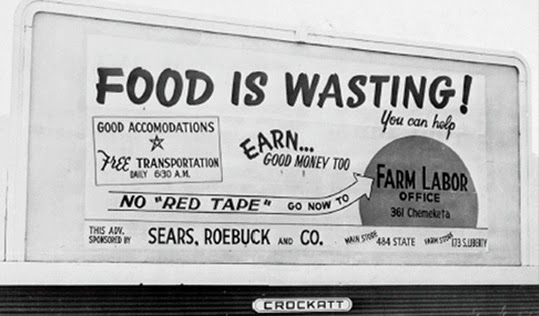 FOOD IS WASTING!
You can help
GOOD ACCOMODATIONS
FREE TRANSPORTATION
DAILY 6:30 A.M.
EARN...
GOOD MONEY TOO
NO "RED TAPE" GO NOW TO
FARM LABOR
OFFICE
361 Chemeketa
THIS ADV.
SPONSORED BY
SEARS, ROEBUCK AND CO.
MAIN STORE 484 STATE FARM STORE 173 S. LIBERTY
CROCKATT